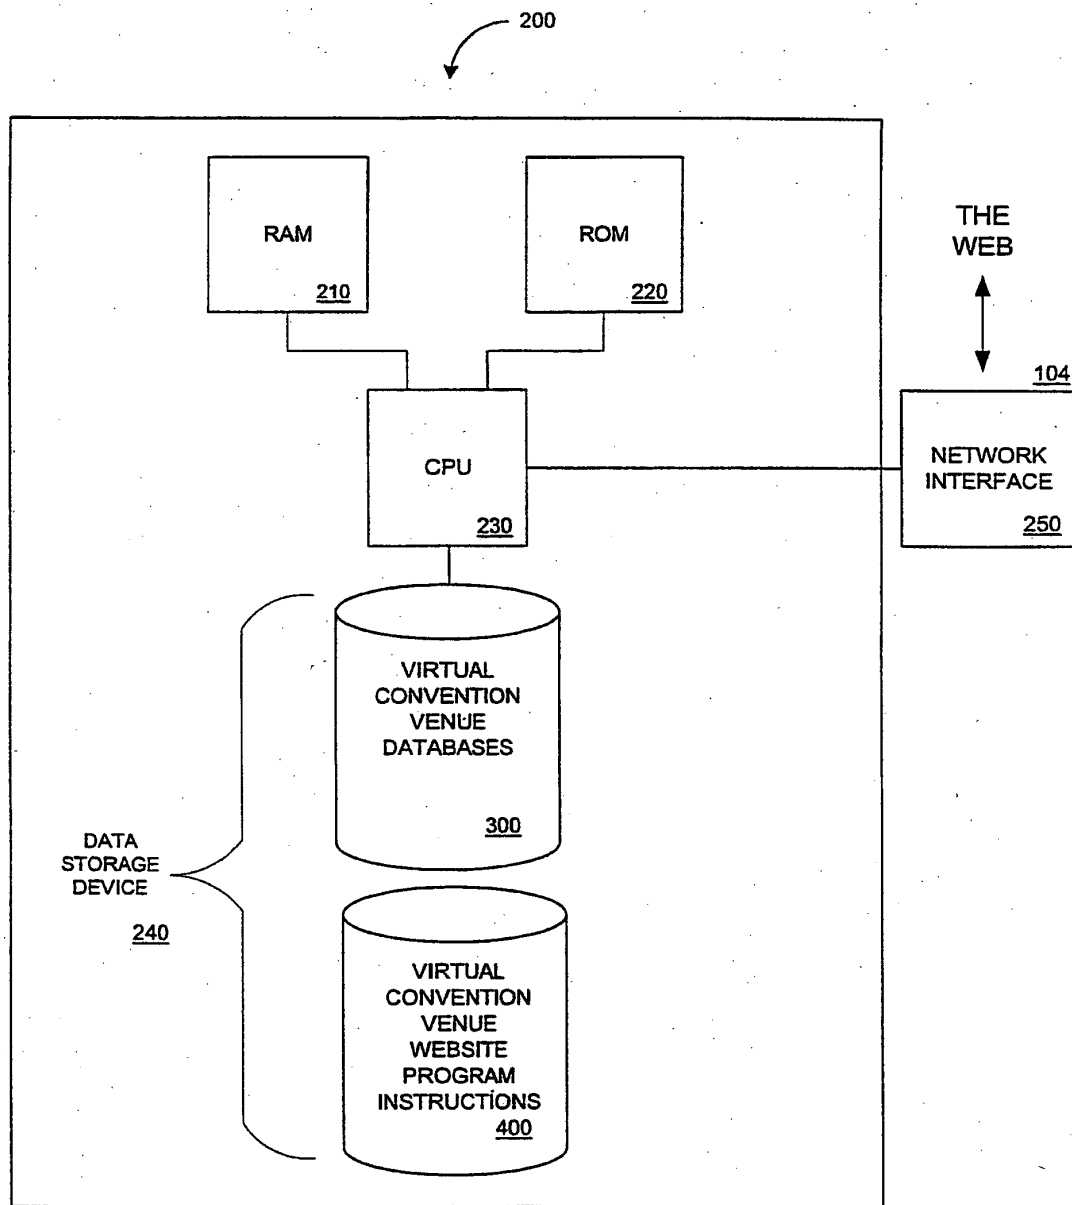 200
RAM
210
ROM
220
THE
WEB
104
CPU
230
NETWORK
INTERFACE
250
VIRTUAL
CONVENTION
VENUE
DATABASES
300
DATA
STORAGE
DEVICE
240
VIRTUAL
CONVENTION
VENUE
WEBSITE
PROGRAM
INSTRUCTIONS
400